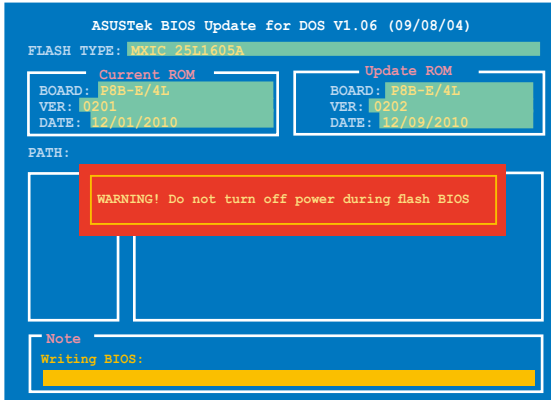 ASUSTek BIOS Update for DOS V1.06 (09/08/04)
FLASH TYPE: MXIC 25L1605A
Current ROM
BOARD: P8B-E/4L
VER: 0201
DATE: 12/01/2010
Update ROM
BOARD: P8B-E/4L
VER: 0202
DATE: 12/09/2010
PATH:
WARNING! Do not turn off power during flash BIOS
Note
Writing BIOS: